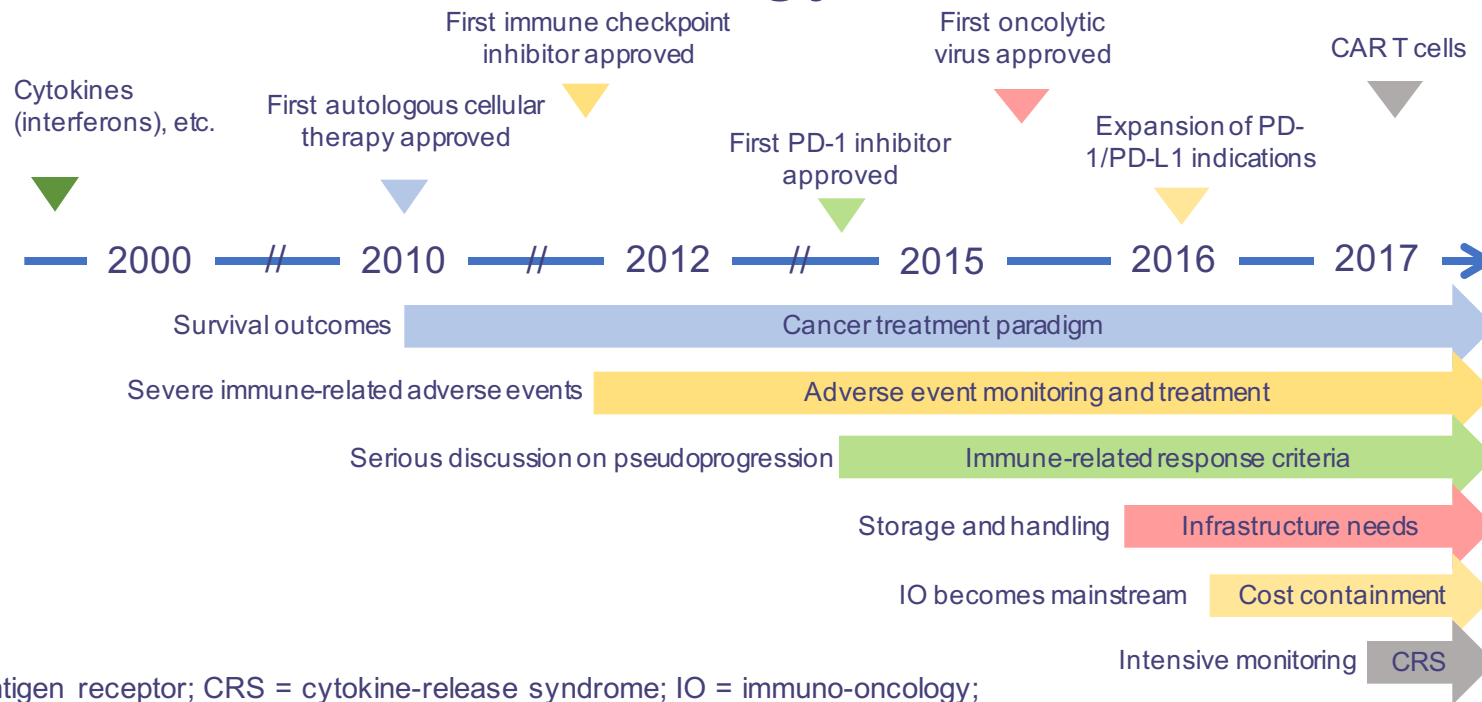 First immune checkpoint
inhibitor approved
First oncolytic
virus approved
CAR T cells
Cytokines
(interferons), etc.
First autologous cellular
therapy approved
First PD-1 inhibitor
approved
Expansion of PD-
1/PD-L1 indications
2000 // 2010 // 2012 // 2015 2016 2017
Survival outcomes Cancer treatment paradigm
Severe immune-related adverse events Adverse event monitoring and treatment
Serious discussion on pseudoprogression Immune-related response criteria
Storage and handling Infrastructure needs
IO becomes mainstream Cost containment
Intensive monitoring CRS
receptor; CRS = cytokine-release syndrome; IO = immuno-oncology;